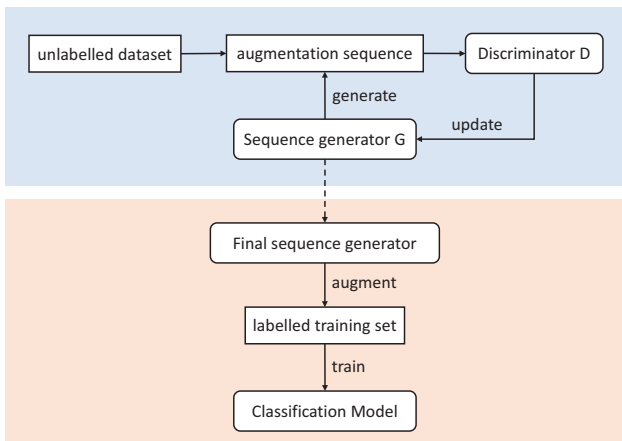 unlabelled dataset
augmentation sequence
Discriminator D
generate
update
Sequence generator G
Final sequence generator
augment
labelled training set
train
Classification Model